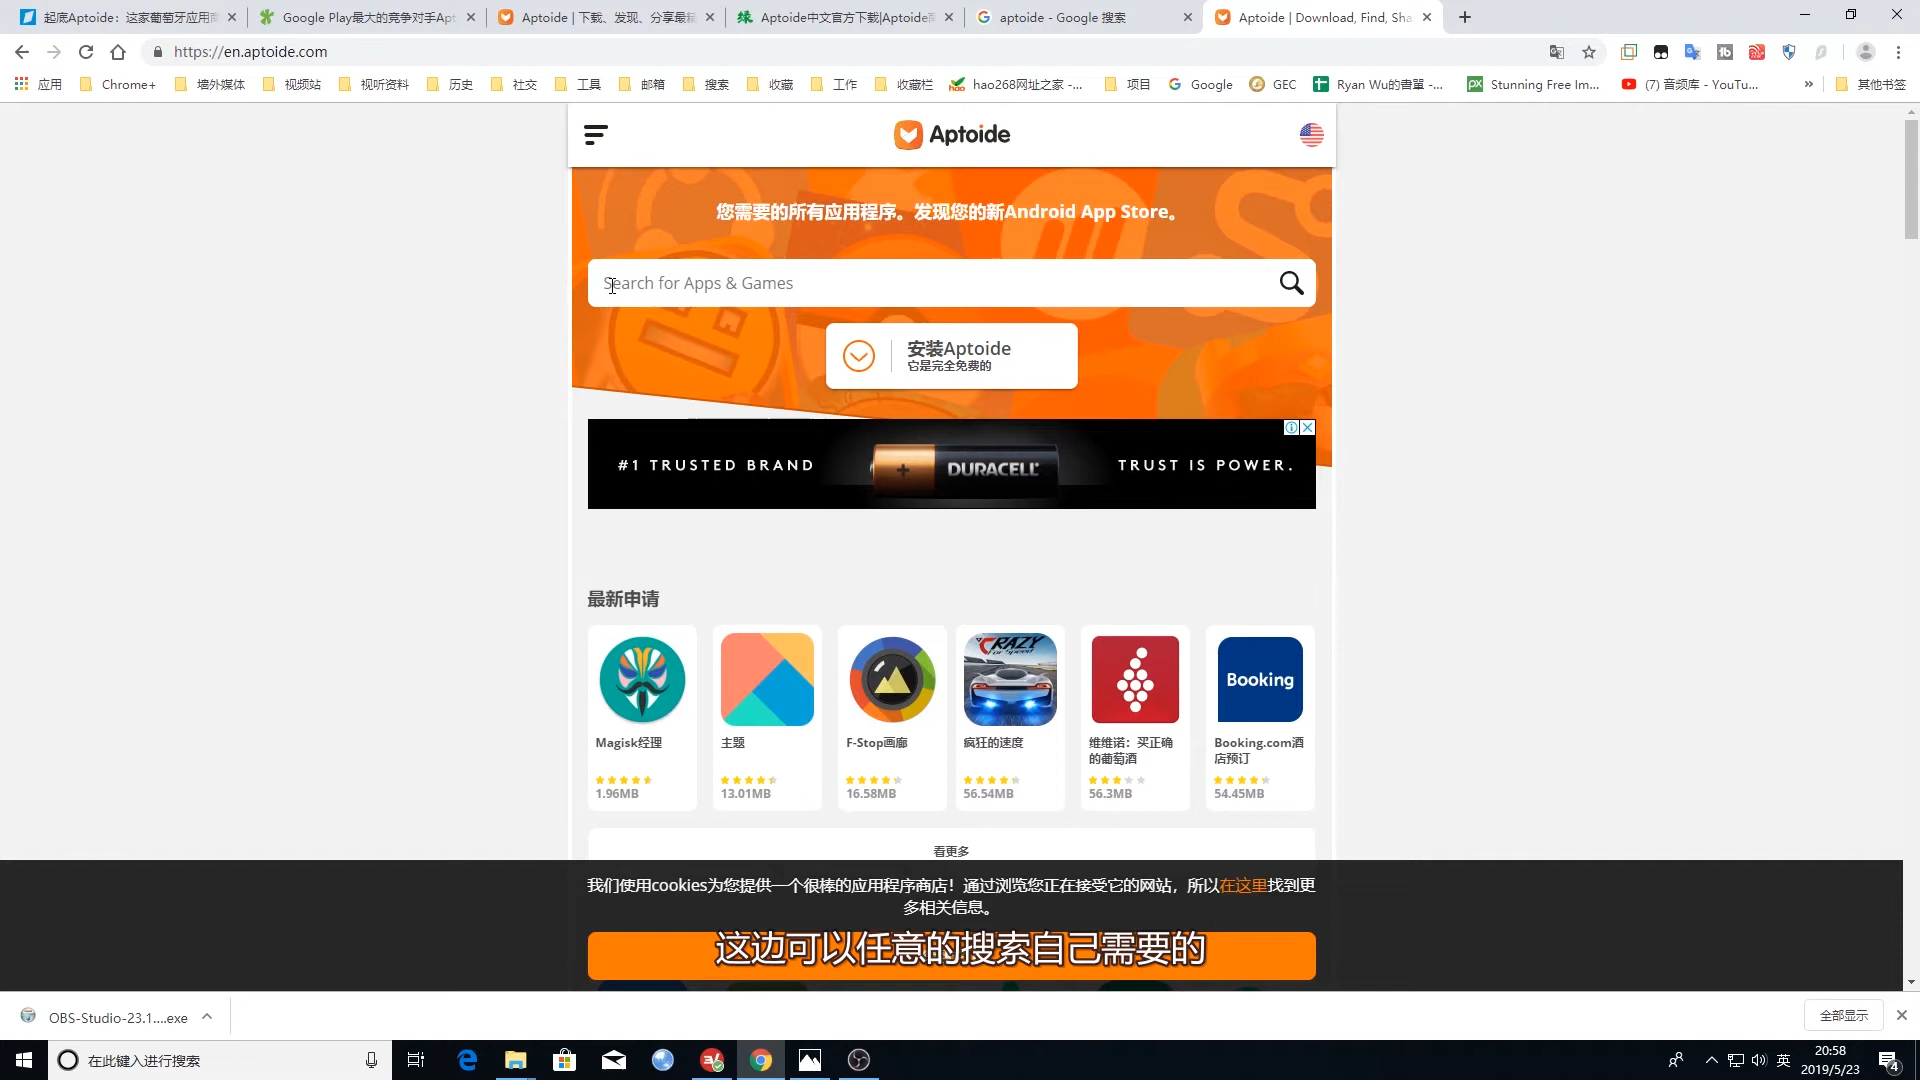 起底Aptoide：这家葡萄牙应用商
Google Play最大的竞争对手Apt
Aptoide | 下载、发现、分享最
Aptoide中文官方下载|Aptoide
aptoide - Google 搜索
Aptoide | Download, Find, Sha
https://en.aptoide.com
应用
Chrome+
墙外媒体
视频站
视听资料
历史
社交
工具
邮箱
搜索
收藏
工作
收藏栏
hao268网址之家 -...
项目
Google
GEC
Ryan Wu的書單 -...
Stunning Free Im...
(7) 音频库 - YouTu...
»
其他书签
Aptoide
您需要的所有应用程序。发现您的新Android App Store。
Search for Apps & Games
安装Aptoide
它是完全免费的
#1 TRUSTED BRAND
DURACELL
TRUST IS POWER.
最新申请
CRAZY
For Speed
Booking
Magisk经理
主题
F-Stop画廊
疯狂的速度
维维诺：买正确
的葡萄酒
Booking.com酒
店预订
1.96MB
13.01MB
16.58MB
56.54MB
56.3MB
54.45MB
看更多
我们使用cookies为您提供一个很棒的应用程序商店！通过浏览您正在接受它的网站，所以在这里找到更
多相关信息。
这边可以任意的搜索自己需要的
OBS-Studio-23.1....exe
全部显示
在此键入进行搜索
英
20:58
2019/5/23
4